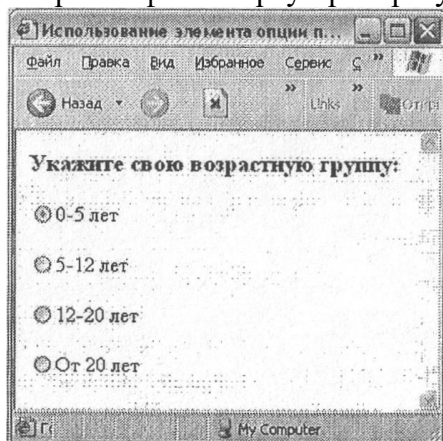 Использование элемента опции п...
Файл Правка Вид Избранное Сервис С »
Назад » Links »
Укажите свою возрастную группу:
0-5 лет
5-12 лет
12-20 лет
От 20 лет
My Computer